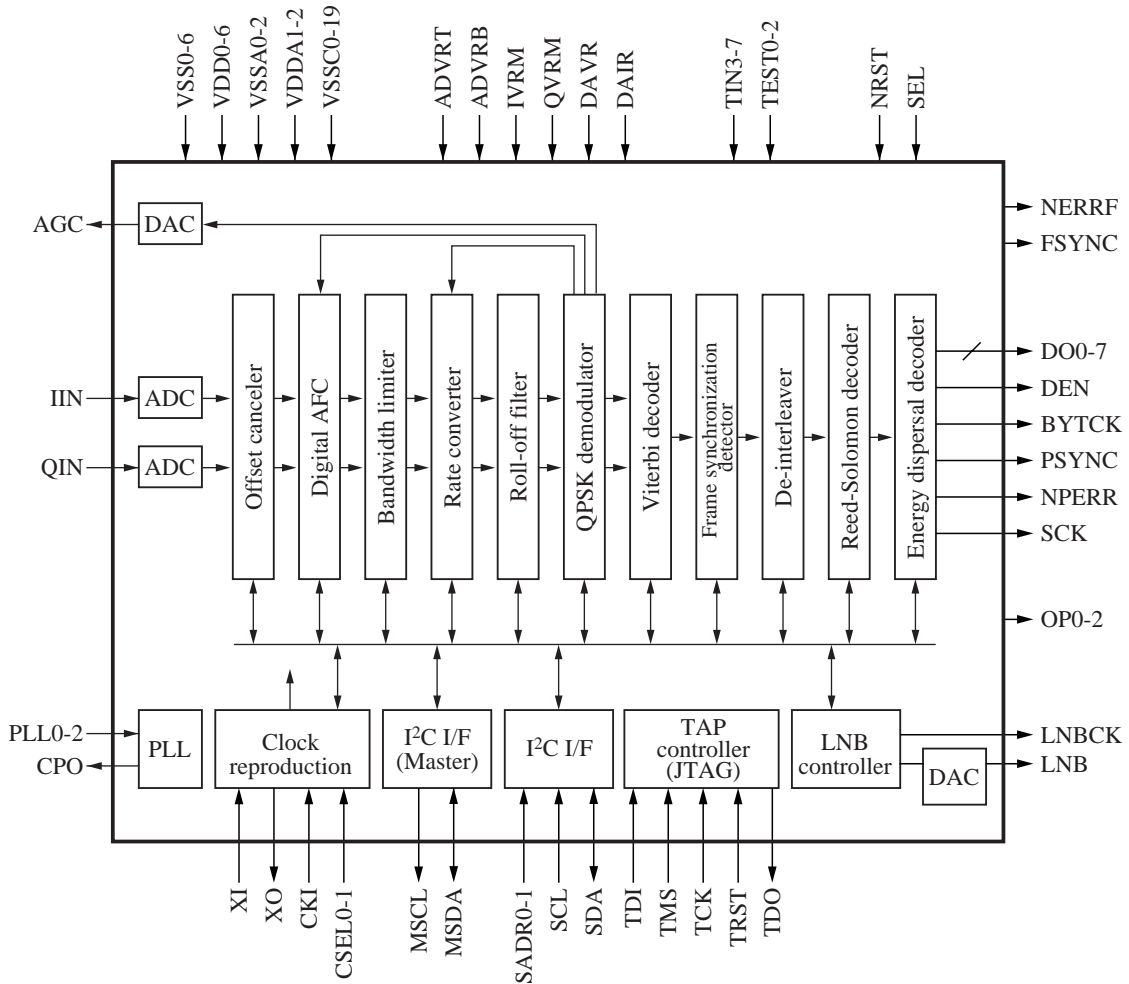 VSS0-6
VDD0-6
VSSA0-2
VDDA1-2
VSSC0-19
ADVRT
ADVRB
IVRM
QVRM
DAVR
DAIR
TIN3-7
TEST0-2
NRST
SEL
AGC
DAC
NERRF
FSYNC
IIN
ADC
QIN
ADC
Offset canceler
Digital AFC
Bandwidth limiter
Rate converter
Roll-off filter
QPSK demodulator
Viterbi decoder
Frame synchronization
detector
De-interleaver
Reed-Solomon decoder
Energy dispersal decoder
DO0-7
DEN
BYTCK
PSYNC
NPERR
SCK
OP0-2
PLL0-2
CPO
PLL
Clock
reproduction
I²C I/F
(Master)
I²C I/F
TAP
controller
(JTAG)
LNB
controller
DAC
LNBCK
LNB
XI
XO
CKI
CSEL0-1
MSCL
MSDA
SADR0-1
SCL
SDA
TDI
TMS
TCK
TRST
TDO